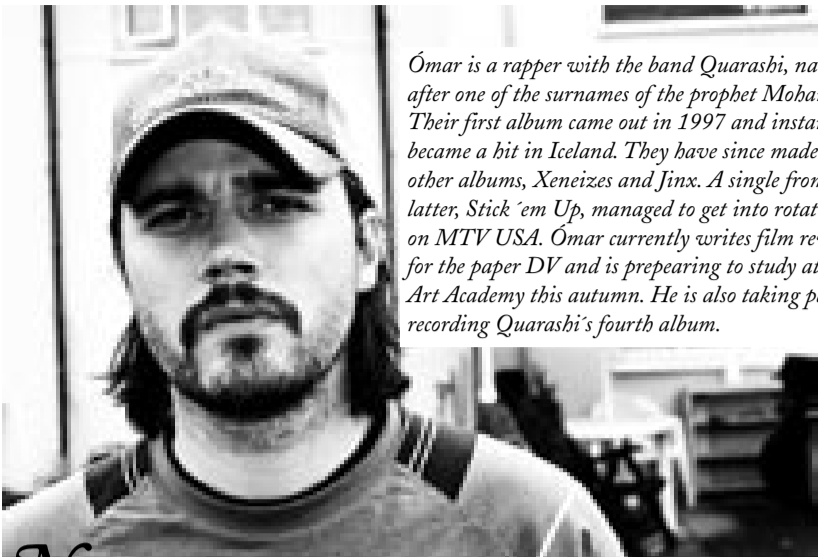 Ómar is a rapper with the band Quarashi, na
after one of the surnames of the prophet Moha
Their first album came out in 1997 and instan
became a hit in Iceland. They have since made
other albums, Xeneizes and Jinx. A single from
latter, Stick ´em Up, managed to get into rotat
on MTV USA. Ómar currently writes film re
for the paper DV and is prepearing to study at
Art Academy this autumn. He is also taking pa
recording Quarashi´s fourth album.
N